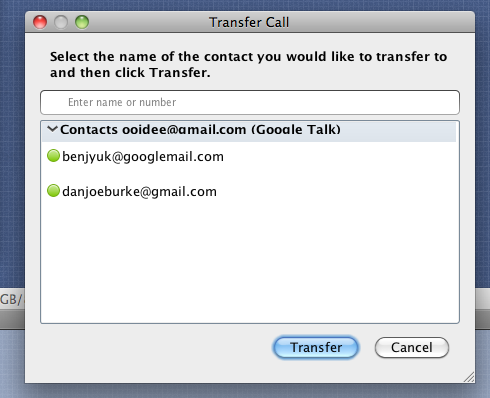 Transfer Call
Select the name of the contact you would like to transfer to
and then click Transfer.
Enter name or number
Contacts ooidee@gmail.com (Google Talk)
benjyuk@googlemail.com
danjoeburke@gmail.com
GB/
Transfer
Cancel